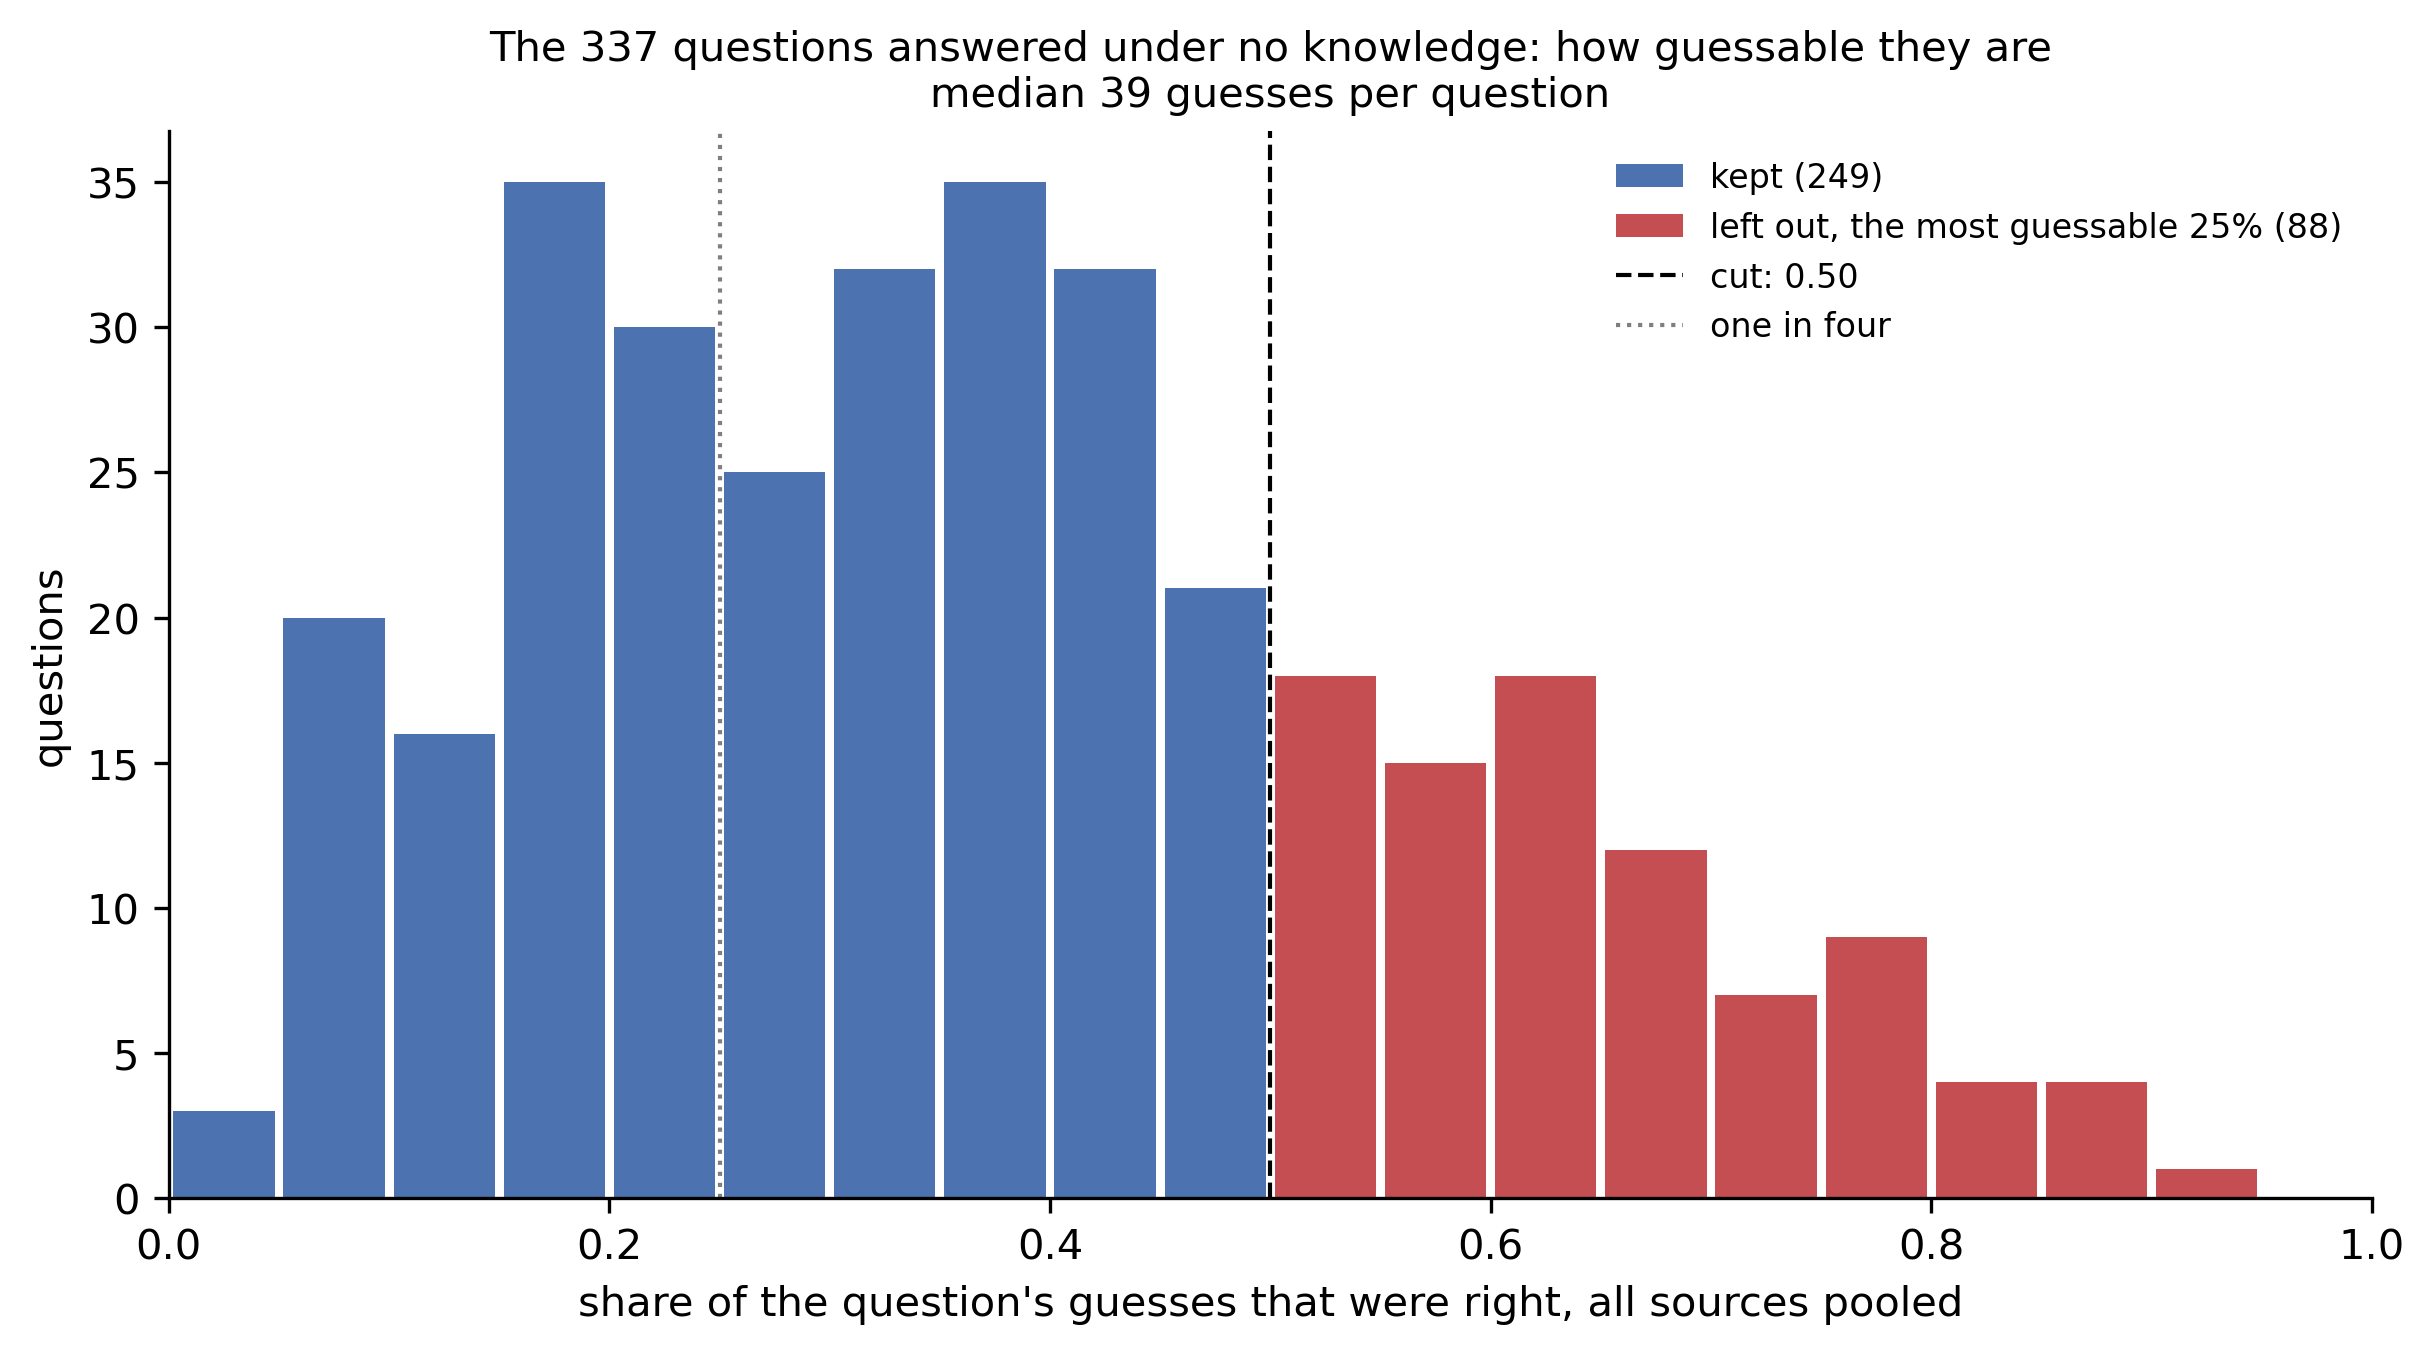 The 337 questions answered under no knowledge: how guessable they are
median 39 guesses per question
kept (249)
left out, the most guessable 25% (88)
cut: 0.50
one in four
questions
35
30
25
20
15
10
5
0
0.0
0.2
0.4
0.6
0.8
1.0
share of the question's guesses that were right, all sources pooled